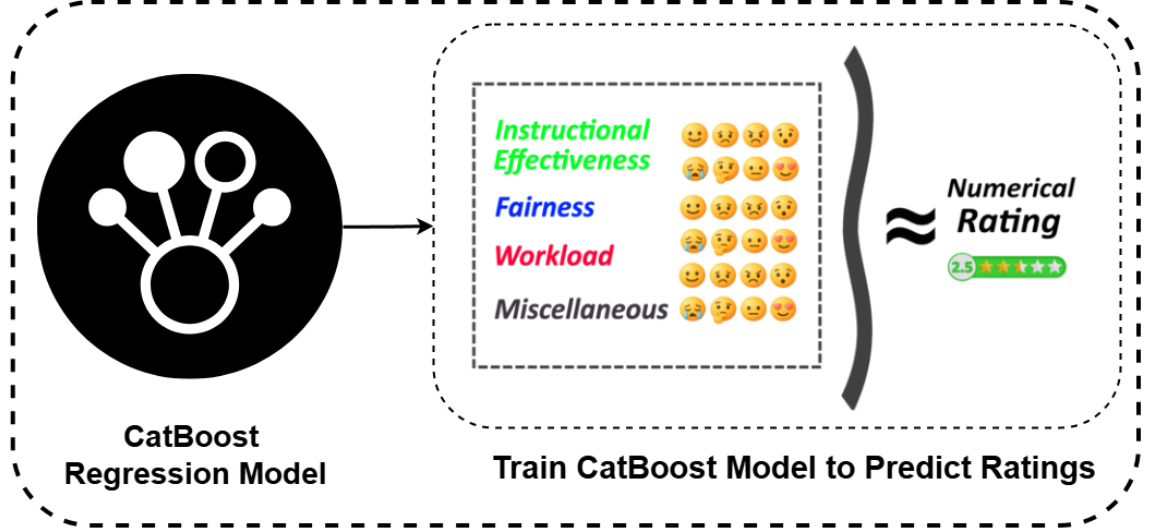 Instructional
Effectiveness
Fairness
Workload
Miscellaneous
≈
Numerical
Rating
2.5
CatBoost
Regression Model
Train CatBoost Model to Predict Ratings